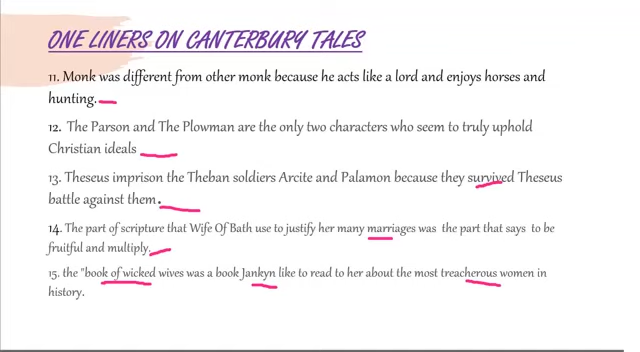 ONE LINERS ON CANTERBURY TALES
11. Monk was different from other monk because he acts like a lord and enjoys horses and
hunting.
12. The Parson and The Plowman are the only two characters who seem to truly uphold
Christian ideals
13. Theseus imprison the Theban soldiers Arcite and Palamon because they survived Theseus
battle against them.
14. The part of scripture that Wife Of Bath use to justify her many marriages was the part that says to be
fruitful and multiply.
15. the "book of wicked wives was a book Jankyn like to read to her about the most treacherous women in
history.